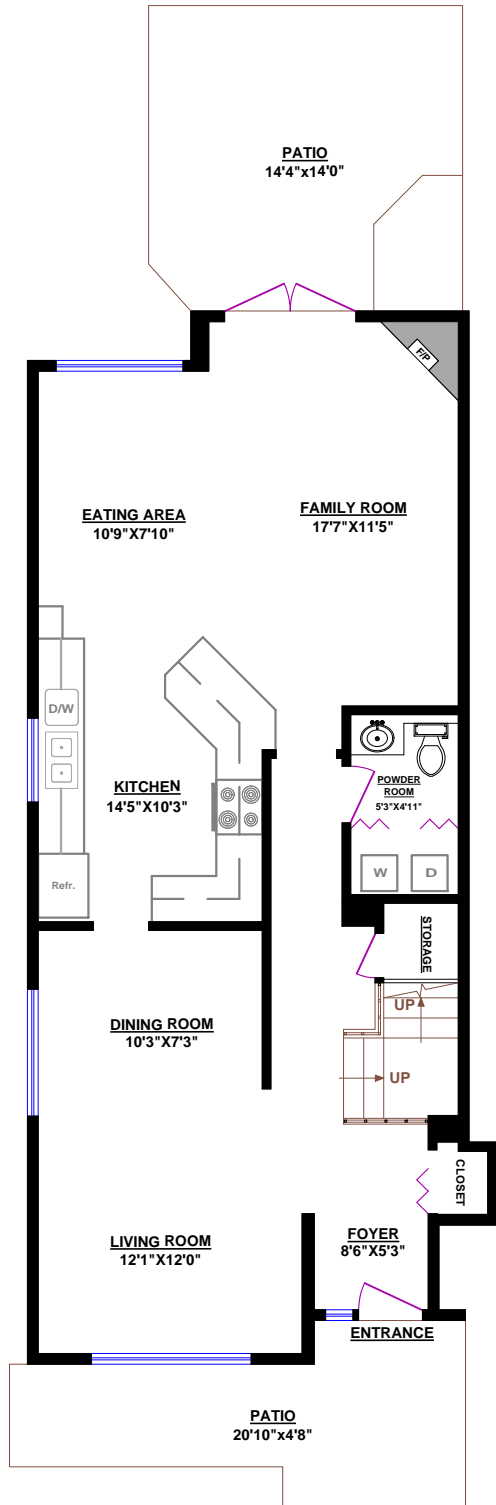 PATIO
14'4"x14'0"
F/P
EATING AREA
10'9"X7'10"
FAMILY ROOM
17'7"X11'5"
D/W
KITCHEN
14'5"X10'3"
POWDER
ROOM
5'3"X4'11"
W
D
Refr.
STORAGE
UP
UP
DINING ROOM
10'3"X7'3"
CLOSET
LIVING ROOM
12'1"X12'0"
FOYER
8'6"X5'3"
ENTRANCE
PATIO
20'10"x4'8"